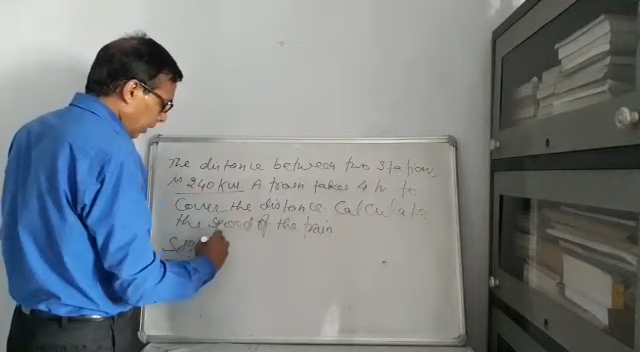 The distance between two stations
is 240 KM A train takes 4 h to
Cover the distance. Calculate
the speed of the train